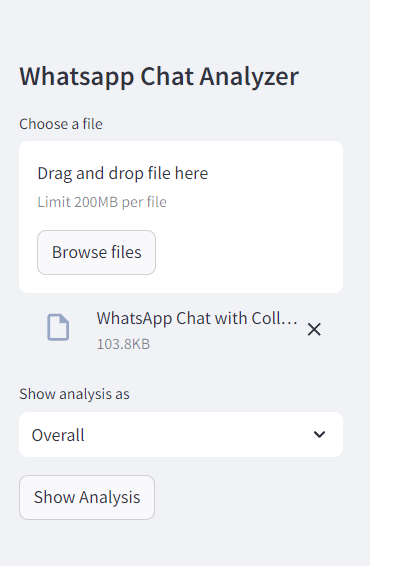 Whatsapp Chat Analyzer
Choose a file
Drag and drop file here
Limit 200MB per file
Browse files
WhatsApp Chat with Coll...
103.8KB
Show analysis as
Overall
Show Analysis